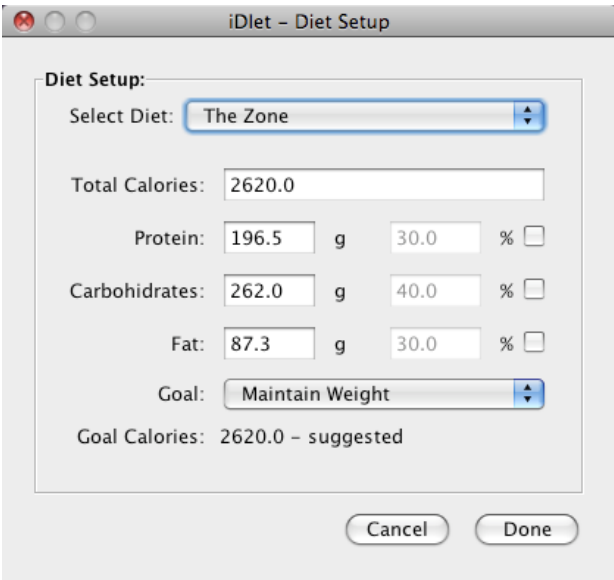 iDIet – Diet Setup
Diet Setup:
Select Diet: The Zone
Total Calories: 2620.0
Protein: 196.5 g 30.0 %
Carbohidrates: 262.0 g 40.0 %
Fat: 87.3 g 30.0 %
Goal: Maintain Weight
Goal Calories: 2620.0 – suggested
Cancel Done